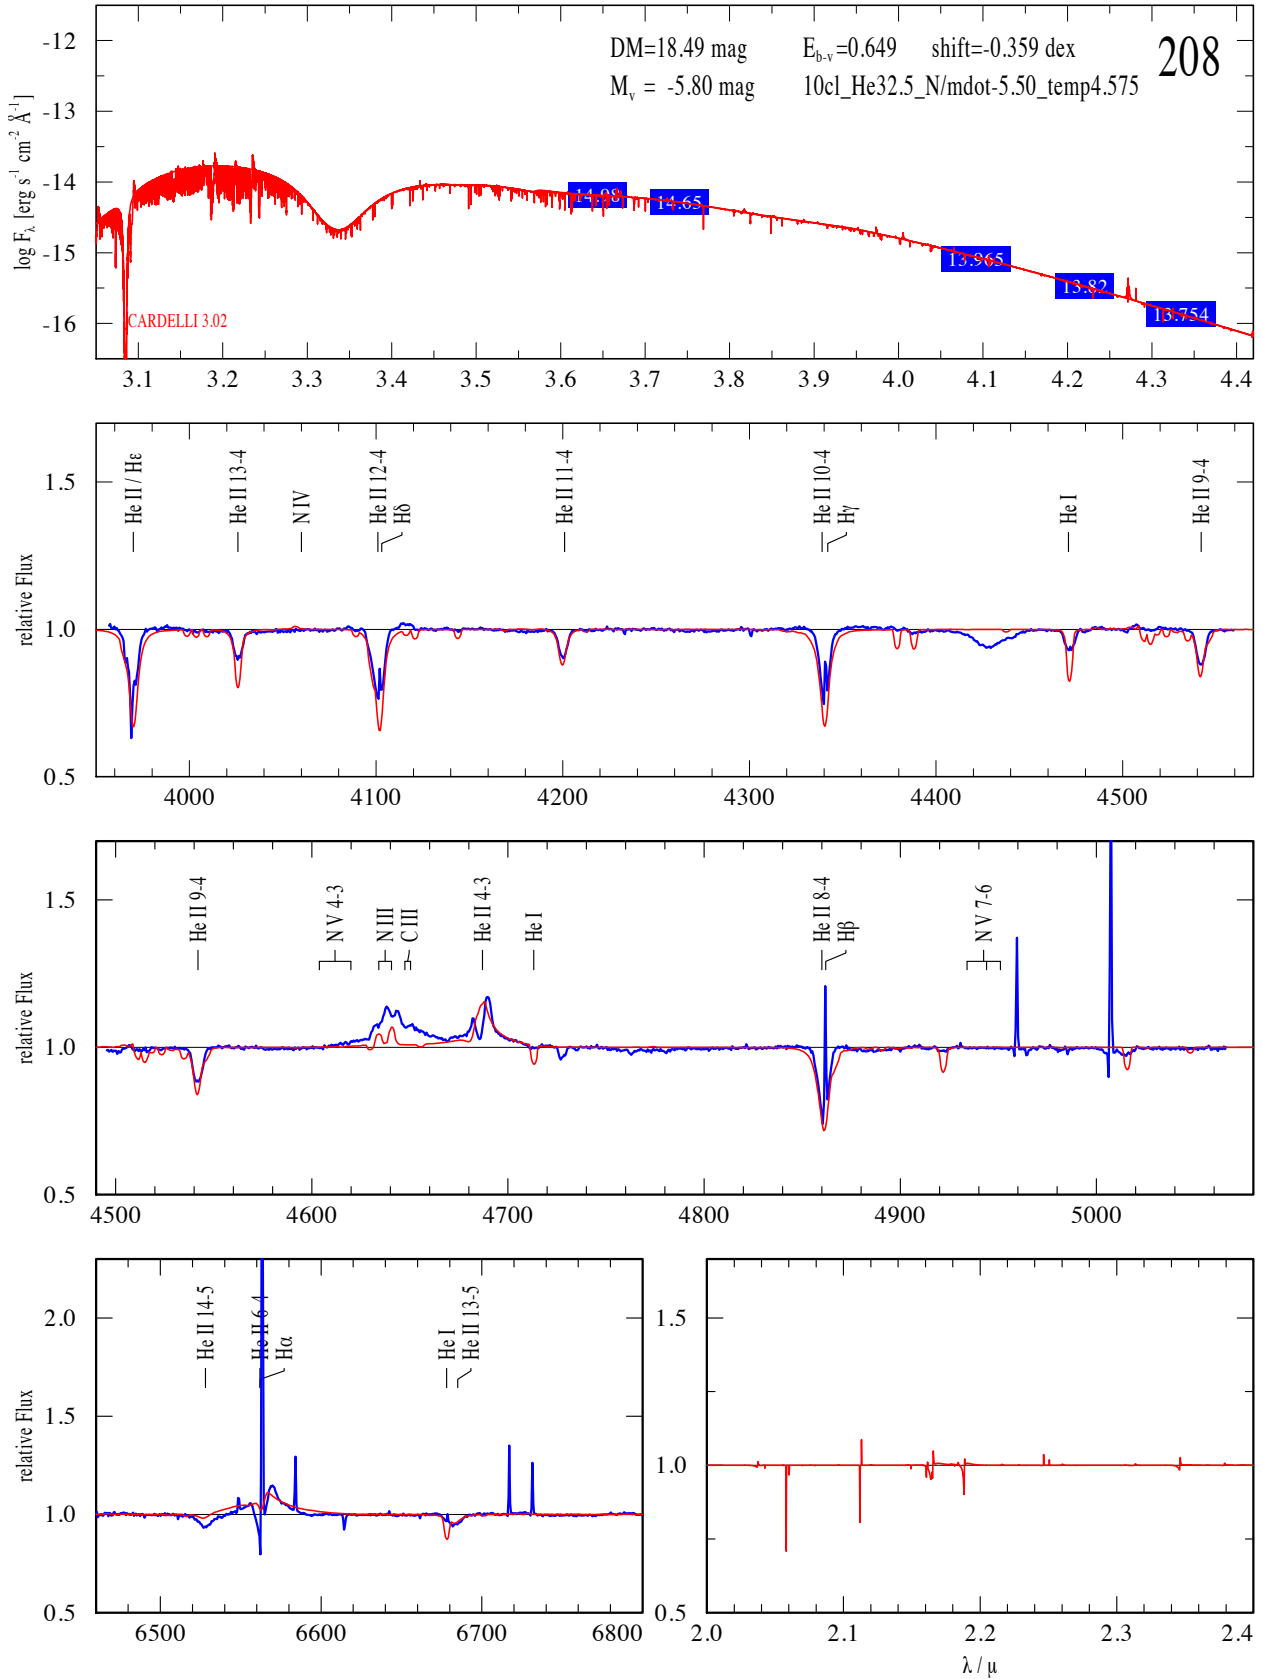 DM=18.49 mag E_b-v=0.649 shift=-0.359 dex 208
M_v = -5.80 mag 10cl_He32.5_N/mdot-5.50_temp4.575
log F_λ [erg s^-1 cm^-2 Å^-1]
-12
-13
-14
-15
-16
14.98
14.65
13.965
13.82
13.754
CARDELLI 3.02
3.1 3.2 3.3 3.4 3.5 3.6 3.7 3.8 3.9 4.0 4.1 4.2 4.3 4.4
relative Flux
1.5
1.0
0.5
He II / Hε
He II 13-4
N IV
He II 12-4
Hδ
He II 11-4
He II 10-4
Hγ
He I
He II 9-4
4000 4100 4200 4300 4400 4500
relative Flux
1.5
1.0
0.5
He II 9-4
N V 4-3
N III
C III
He II 4-3
He I
He II 8-4
Hβ
N V 7-6
4500 4600 4700 4800 4900 5000
relative Flux
2.0
1.5
1.0
0.5
He II 14-5
He II 6-4
Hα
He I
He II 13-5
6500 6600 6700 6800
1.5
1.0
0.5
2.0 2.1 2.2 2.3 2.4
λ / μ